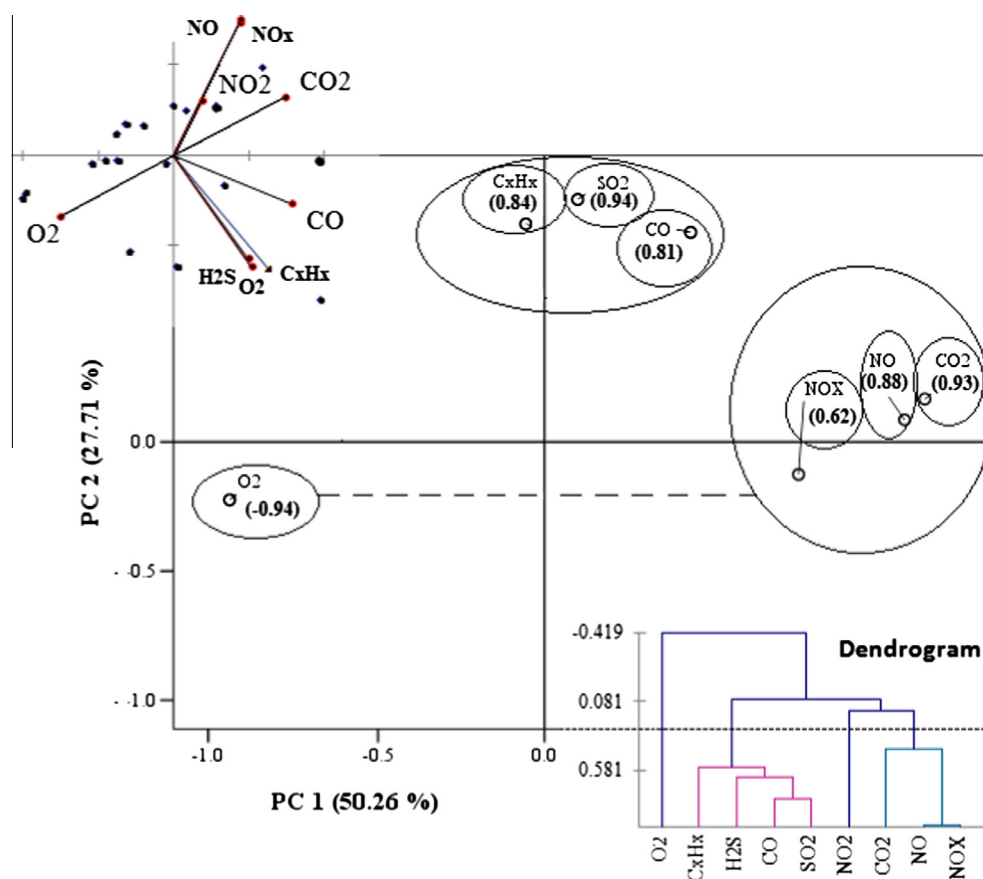 NO
NOx
NO2
CO2
O2
CO
H2S
O2
CxHx
CxHx
(0.84)
SO2
(0.94)
CO
(0.81)
NOX
(0.62)
NO
(0.88)
CO2
(0.93)
O2
(-0.94)
PC 2 (27.71 %)
0.0
- -0.5
- -1.0
-1.0
-0.5
0.0
PC 1 (50.26 %)
Dendrogram
-0.419
0.081
0.581
O2
CxHx
H2S
CO
SO2
NO2
CO2
NO
NOX